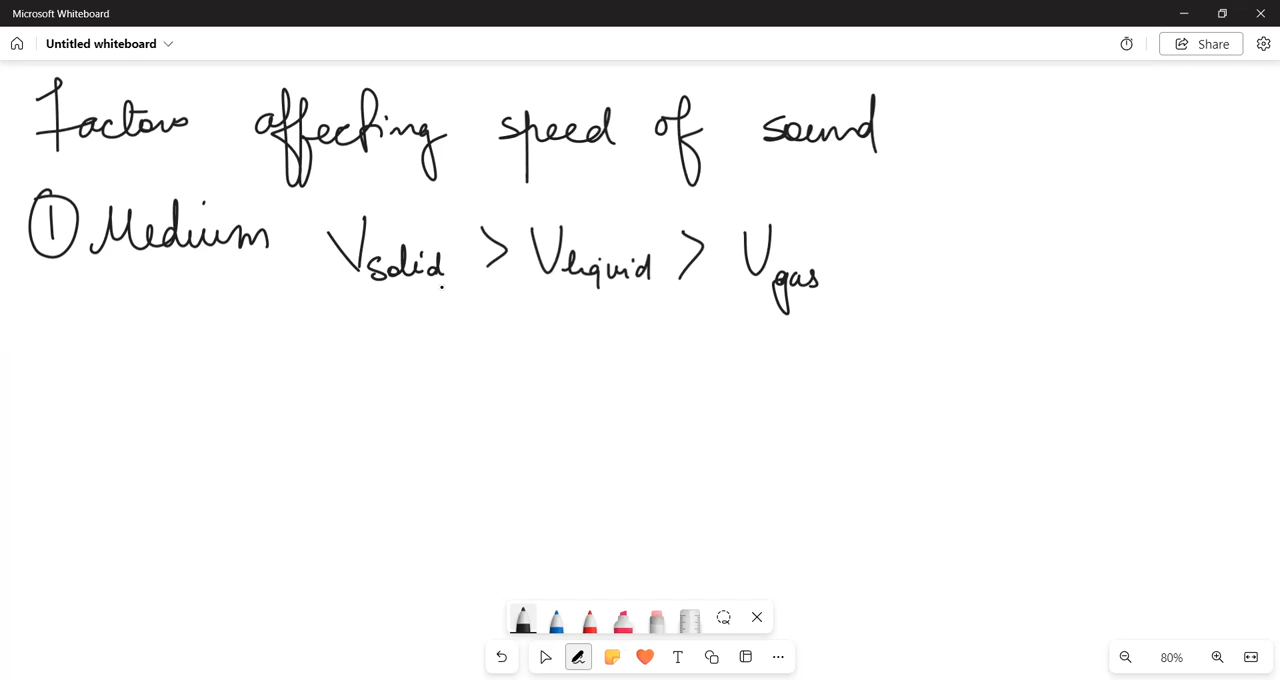 Microsoft Whiteboard
Untitled whiteboard
Share
Factors affecting speed of sound
① Medium Vsolid > Vliquid > Vgas
80%